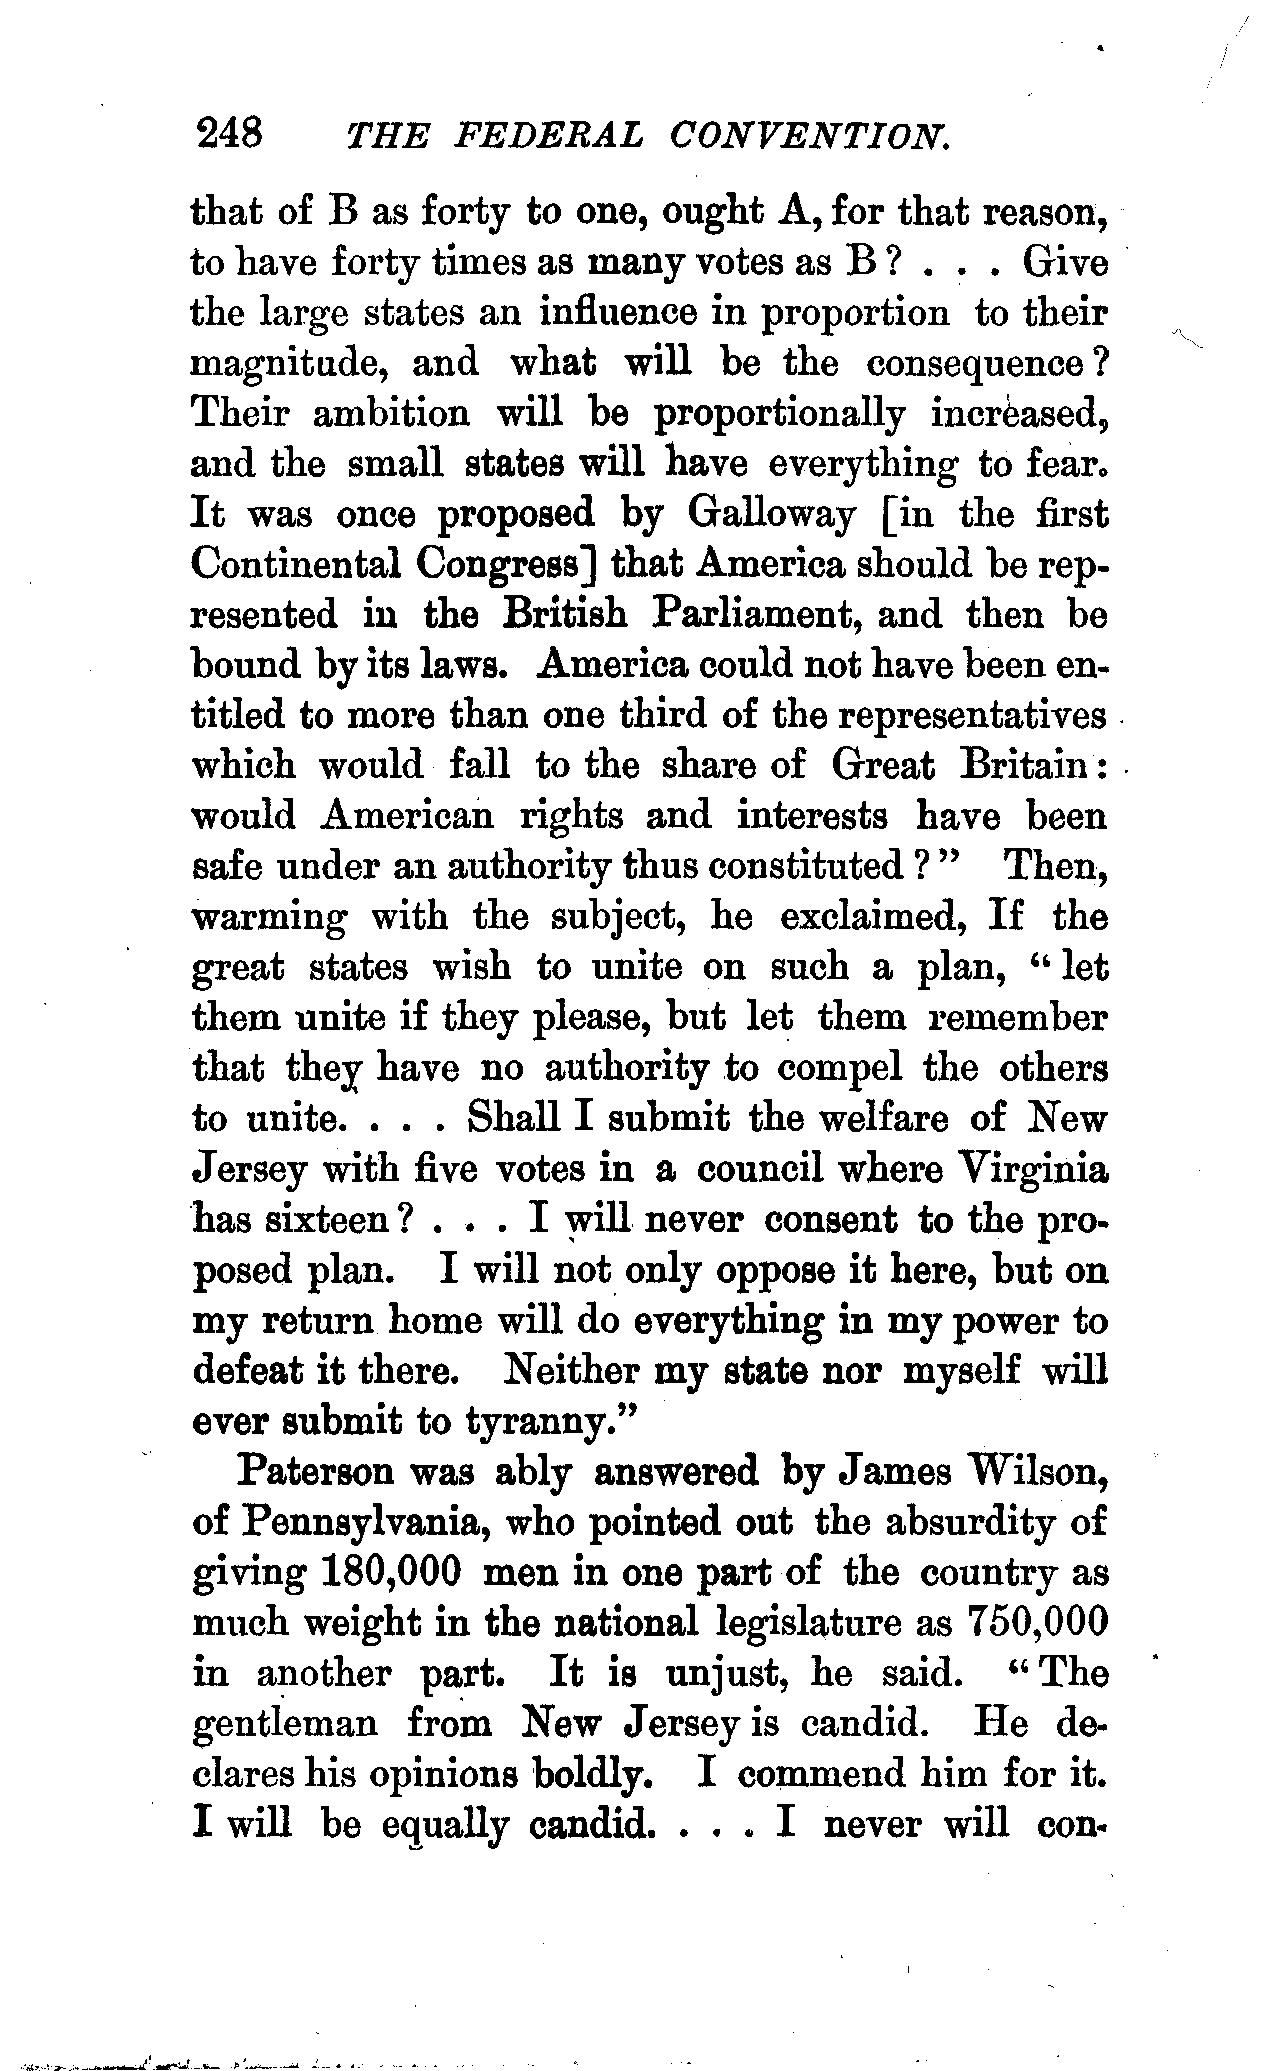 248 THE FEDERAL CONVENTION.
that of B as forty to one, ought A, for that reason,
to have forty times as many votes as B? . . . Give
the large states an influence in proportion to their
magnitude, and what will be the consequence?
Their ambition will be proportionally increased,
and the small states will have everything to fear.
It was once proposed by Galloway [in the first
Continental Congress] that America should be rep-
resented in the British Parliament, and then be
bound by its laws. America could not have been en-
titled to more than one third of the representatives
which would fall to the share of Great Britain:
would American rights and interests have been
safe under an authority thus constituted?" Then,
warming with the subject, he exclaimed, If the
great states wish to unite on such a plan, "let
them unite if they please, but let them remember
that they have no authority to compel the others
to unite. . . . Shall I submit the welfare of New
Jersey with five votes in a council where Virginia
has sixteen? . . . I will never consent to the pro-
posed plan. I will not only oppose it here, but on
my return home will do everything in my power to
defeat it there. Neither my state nor myself will
ever submit to tyranny."
Paterson was ably answered by James Wilson,
of Pennsylvania, who pointed out the absurdity of
giving 180,000 men in one part of the country as
much weight in the national legislature as 750,000
in another part. It is unjust, he said. "The
gentleman from New Jersey is candid. He de-
clares his opinions boldly. I commend him for it.
I will be equally candid. . . . I never will con-